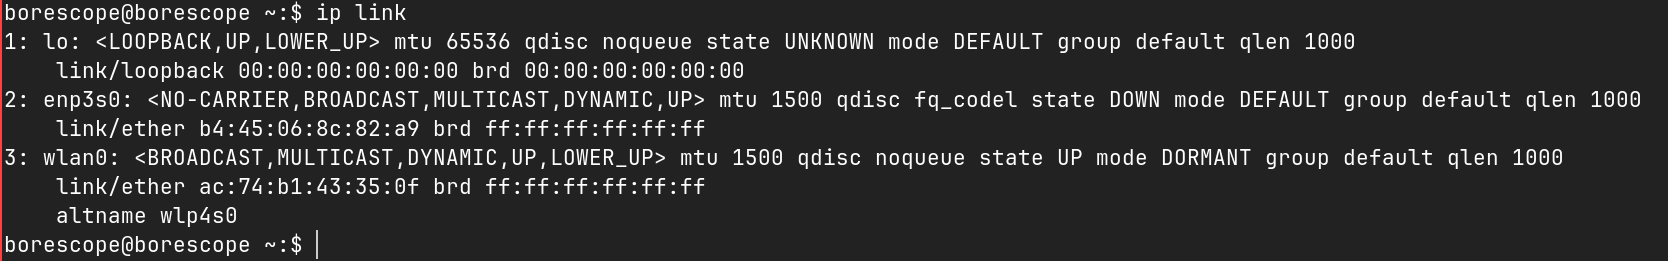 borescope@borescope ~:$ ip link
1: lo: <LOOPBACK,UP,LOWER_UP> mtu 65536 qdisc noqueue state UNKNOWN mode DEFAULT group default qlen 1000
    link/loopback 00:00:00:00:00:00 brd 00:00:00:00:00:00
2: enp3s0: <NO-CARRIER,BROADCAST,MULTICAST,DYNAMIC,UP> mtu 1500 qdisc fq_codel state DOWN mode DEFAULT group default qlen 1000
    link/ether b4:45:06:8c:82:a9 brd ff:ff:ff:ff:ff:ff
3: wlan0: <BROADCAST,MULTICAST,DYNAMIC,UP,LOWER_UP> mtu 1500 qdisc noqueue state UP mode DORMANT group default qlen 1000
    link/ether ac:74:b1:43:35:0f brd ff:ff:ff:ff:ff:ff
    altname wlp4s0
borescope@borescope ~:$